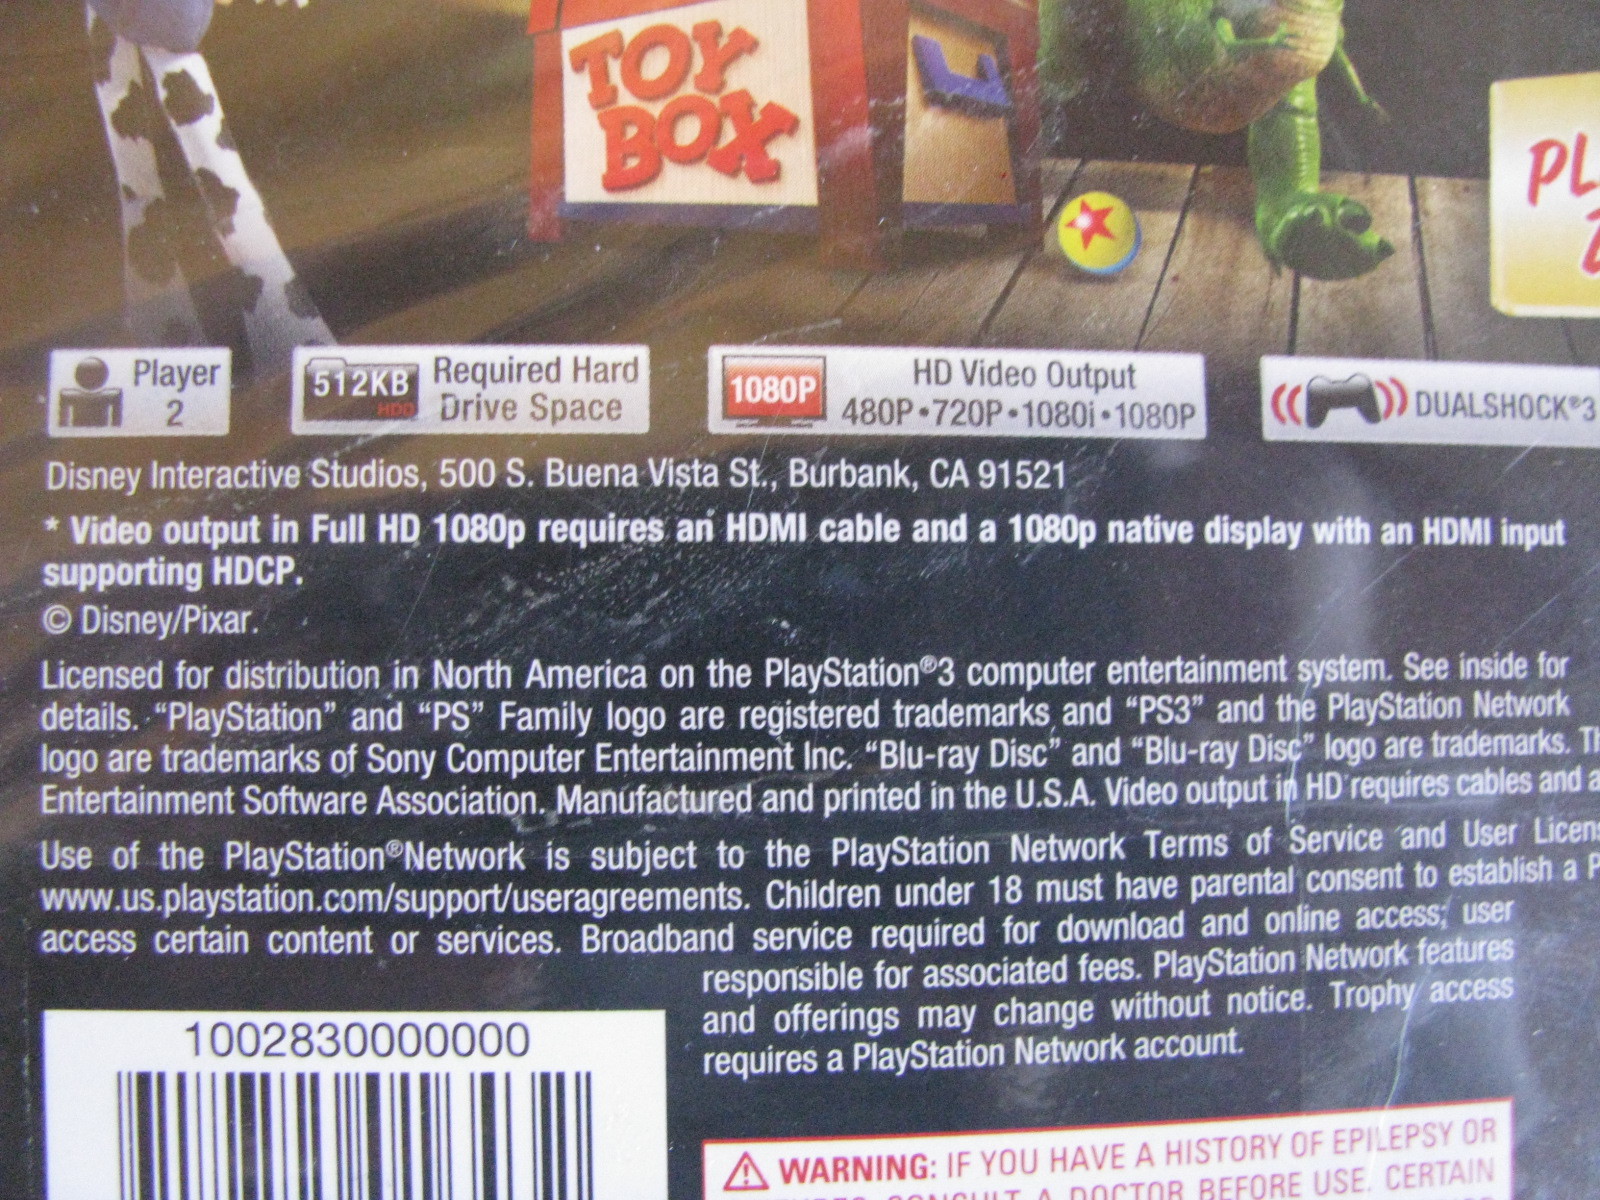 TOY
BOX
PL
Player
2
512KB
HDD
Required Hard
Drive Space
1080P
HD Video Output
480P•720P•1080i•1080P
DUALSHOCK®3
Disney Interactive Studios, 500 S. Buena Vista St., Burbank, CA 91521
* Video output in Full HD 1080p requires an HDMI cable and a 1080p native display with an HDMI input
supporting HDCP.
© Disney/Pixar.
Licensed for distribution in North America on the PlayStation®3 computer entertainment system. See inside for
details. “PlayStation” and “PS” Family logo are registered trademarks and “PS3” and the PlayStation Network
logo are trademarks of Sony Computer Entertainment Inc. “Blu-ray Disc” and “Blu-ray Disc” logo are trademarks. Th
Entertainment Software Association. Manufactured and printed in the U.S.A. Video output in HD requires cables and a
Use of the PlayStation®Network is subject to the PlayStation Network Terms of Service and User Licens
www.us.playstation.com/support/useragreements. Children under 18 must have parental consent to establish a P
access certain content or services. Broadband service required for download and online access; user
responsible for associated fees. PlayStation Network features
and offerings may change without notice. Trophy access
requires a PlayStation Network account.
1002830000000
WARNING: IF YOU HAVE A HISTORY OF EPILEPSY OR
CONSULT A DOCTOR BEFORE USE. CERTAIN